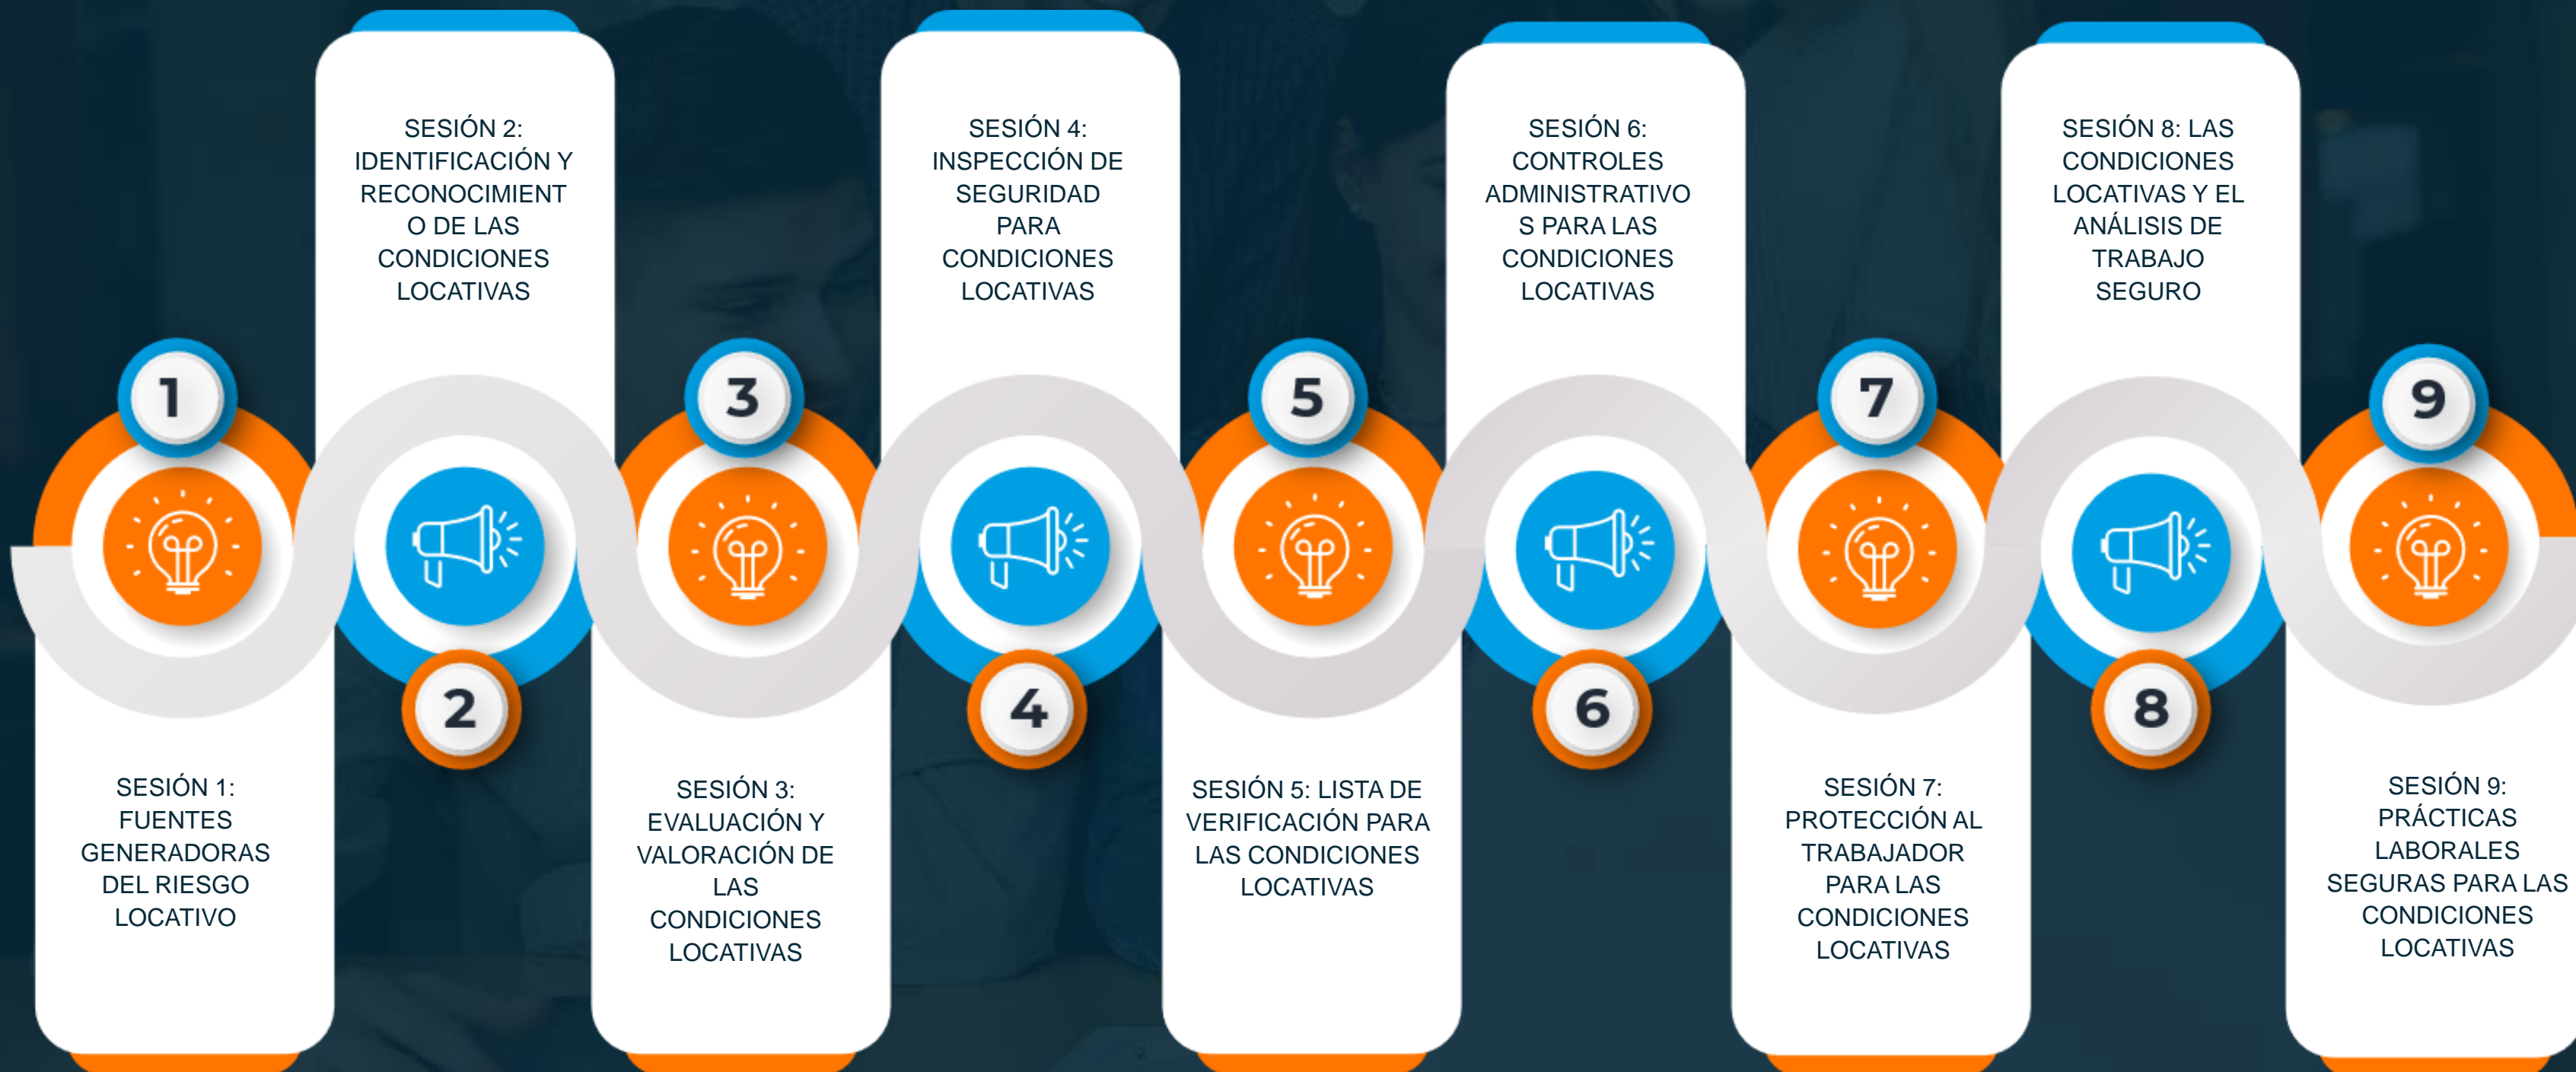 1
SESIÓN 1:
FUENTES
GENERADORAS
DEL RIESGO
LOCATIVO
SESIÓN 2:
IDENTIFICACIÓN Y
RECONOCIMIENT
O DE LAS
CONDICIONES
LOCATIVAS
2
3
SESIÓN 3:
EVALUACIÓN Y
VALORACIÓN DE
LAS
CONDICIONES
LOCATIVAS
SESIÓN 4:
INSPECCIÓN DE
SEGURIDAD
PARA
CONDICIONES
LOCATIVAS
4
5
SESIÓN 5: LISTA DE
VERIFICACIÓN PARA
LAS CONDICIONES
LOCATIVAS
SESIÓN 6:
CONTROLES
ADMINISTRATIVO
S PARA LAS
CONDICIONES
LOCATIVAS
6
7
SESIÓN 7:
PROTECCIÓN AL
TRABAJADOR
PARA LAS
CONDICIONES
LOCATIVAS
SESIÓN 8: LAS
CONDICIONES
LOCATIVAS Y EL
ANÁLISIS DE
TRABAJO
SEGURO
8
9
SESIÓN 9:
PRÁCTICAS
LABORALES
SEGURAS PARA LAS
CONDICIONES
LOCATIVAS